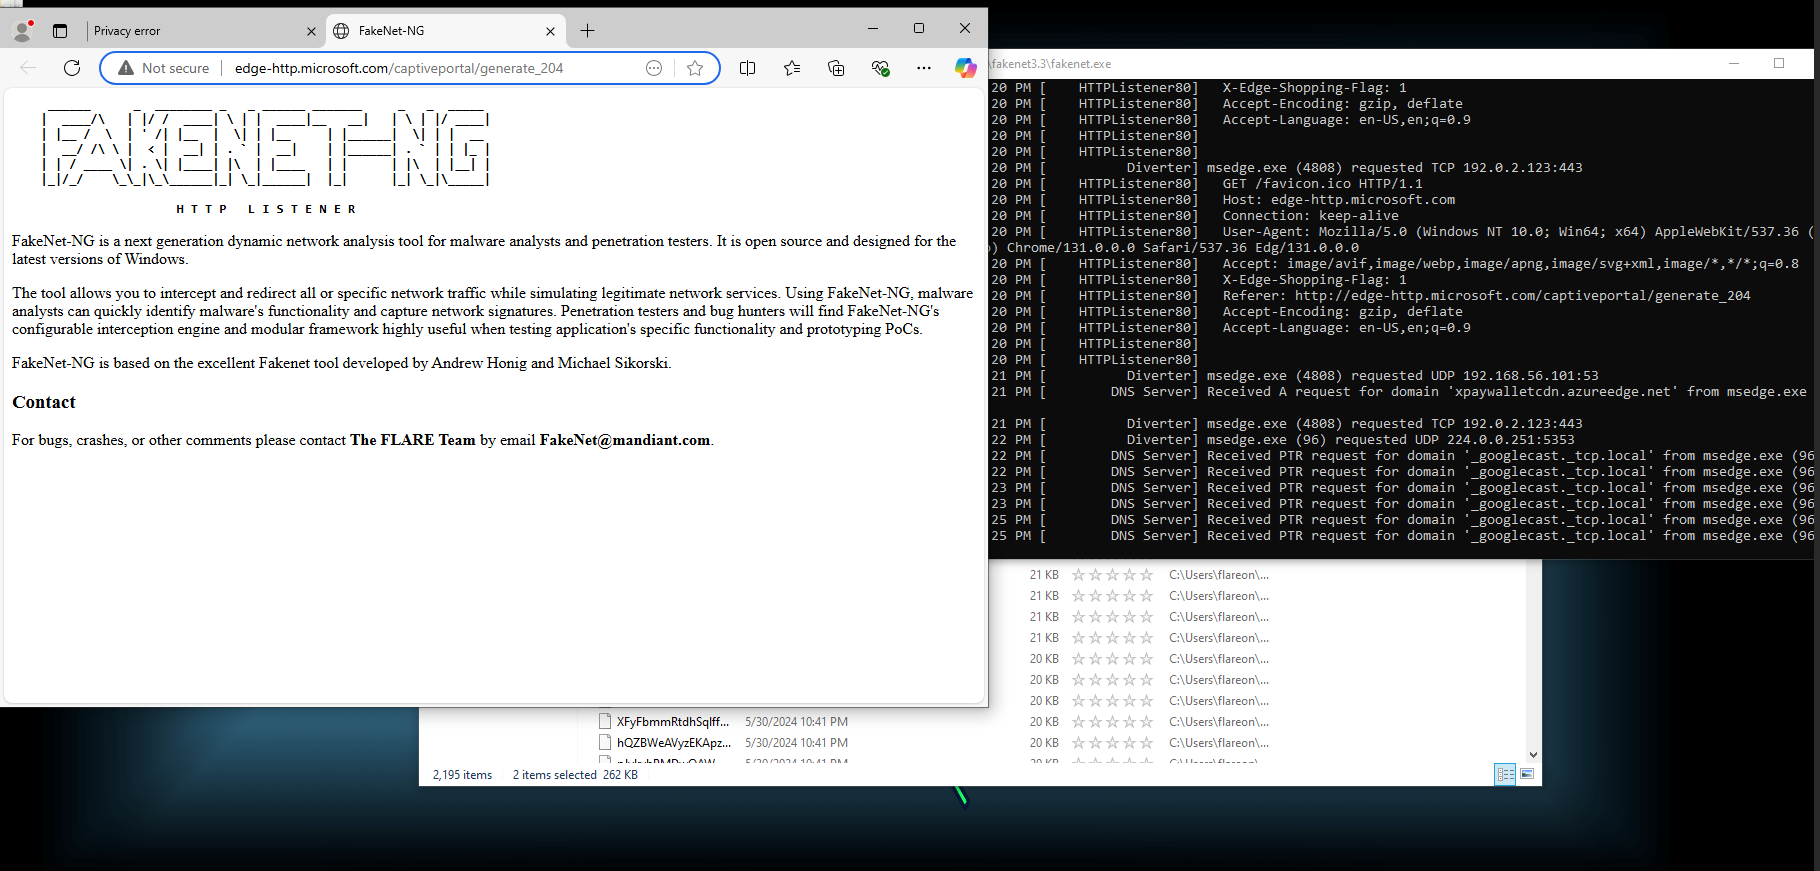 Privacy error
FakeNet-NG
Not secure
edge-http.microsoft.com/captiveportal/generate_204
FAKENET-NG
HTTP LISTENER
FakeNet-NG is a next generation dynamic network analysis tool for malware analysts and penetration testers. It is open source and designed for the
latest versions of Windows.
The tool allows you to intercept and redirect all or specific network traffic while simulating legitimate network services. Using FakeNet-NG, malware
analysts can quickly identify malware's functionality and capture network signatures. Penetration testers and bug hunters will find FakeNet-NG's
configurable interception engine and modular framework highly useful when testing application's specific functionality and prototyping PoCs.
FakeNet-NG is based on the excellent Fakenet tool developed by Andrew Honig and Michael Sikorski.
Contact
For bugs, crashes, or other comments please contact The FLARE Team by email FakeNet@mandiant.com.
\fakenet3.3\fakenet.exe
20 PM [    HTTPListener80]   X-Edge-Shopping-Flag: 1
20 PM [    HTTPListener80]   Accept-Encoding: gzip, deflate
20 PM [    HTTPListener80]   Accept-Language: en-US,en;q=0.9
20 PM [    HTTPListener80]
20 PM [    HTTPListener80]
20 PM [          Diverter] msedge.exe (4808) requested TCP 192.0.2.123:443
20 PM [    HTTPListener80]   GET /favicon.ico HTTP/1.1
20 PM [    HTTPListener80]   Host: edge-http.microsoft.com
20 PM [    HTTPListener80]   Connection: keep-alive
20 PM [    HTTPListener80]   User-Agent: Mozilla/5.0 (Windows NT 10.0; Win64; x64) AppleWebKit/537.36 (
) Chrome/131.0.0.0 Safari/537.36 Edg/131.0.0.0
20 PM [    HTTPListener80]   Accept: image/avif,image/webp,image/apng,image/svg+xml,image/*,*/*;q=0.8
20 PM [    HTTPListener80]   X-Edge-Shopping-Flag: 1
20 PM [    HTTPListener80]   Referer: http://edge-http.microsoft.com/captiveportal/generate_204
20 PM [    HTTPListener80]   Accept-Encoding: gzip, deflate
20 PM [    HTTPListener80]   Accept-Language: en-US,en;q=0.9
20 PM [    HTTPListener80]
20 PM [    HTTPListener80]
21 PM [          Diverter] msedge.exe (4808) requested UDP 192.168.56.101:53
21 PM [        DNS Server] Received A request for domain 'xpaywalletcdn.azureedge.net' from msedge.exe
21 PM [          Diverter] msedge.exe (4808) requested TCP 192.0.2.123:443
22 PM [          Diverter] msedge.exe (96) requested UDP 224.0.0.251:5353
22 PM [        DNS Server] Received PTR request for domain '_googlecast._tcp.local' from msedge.exe (96
22 PM [        DNS Server] Received PTR request for domain '_googlecast._tcp.local' from msedge.exe (96
23 PM [        DNS Server] Received PTR request for domain '_googlecast._tcp.local' from msedge.exe (96
23 PM [        DNS Server] Received PTR request for domain '_googlecast._tcp.local' from msedge.exe (96
25 PM [        DNS Server] Received PTR request for domain '_googlecast._tcp.local' from msedge.exe (96
25 PM [        DNS Server] Received PTR request for domain '_googlecast._tcp.local' from msedge.exe (96
21 KB C:\Users\flareon\...
21 KB C:\Users\flareon\...
21 KB C:\Users\flareon\...
21 KB C:\Users\flareon\...
20 KB C:\Users\flareon\...
20 KB C:\Users\flareon\...
20 KB C:\Users\flareon\...
XFyFbmmRtdhSqlff... 5/30/2024 10:41 PM 20 KB C:\Users\flareon\...
hQZBWeAVyzEKApz... 5/30/2024 10:41 PM 20 KB C:\Users\flareon\...
5/30/2024 10:41 PM 20 KB C:\Users\flareon\...
2,195 items 2 items selected 262 KB